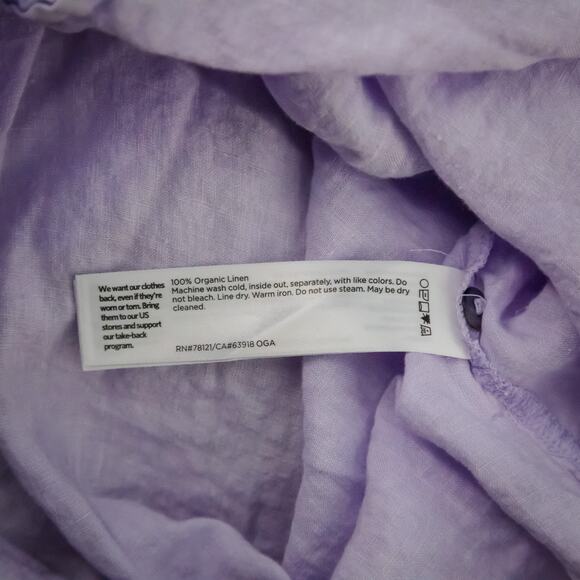 We want our clothes
back, even if they're
worn or torn. Bring
them to our US
stores and support
our take-back
program.
100% Organic Linen
Machine wash cold, inside out, separately, with like colors. Do
not bleach. Line dry. Warm iron. Do not use steam. May be dry
cleaned.
RN#78121/CA#63918 OGA